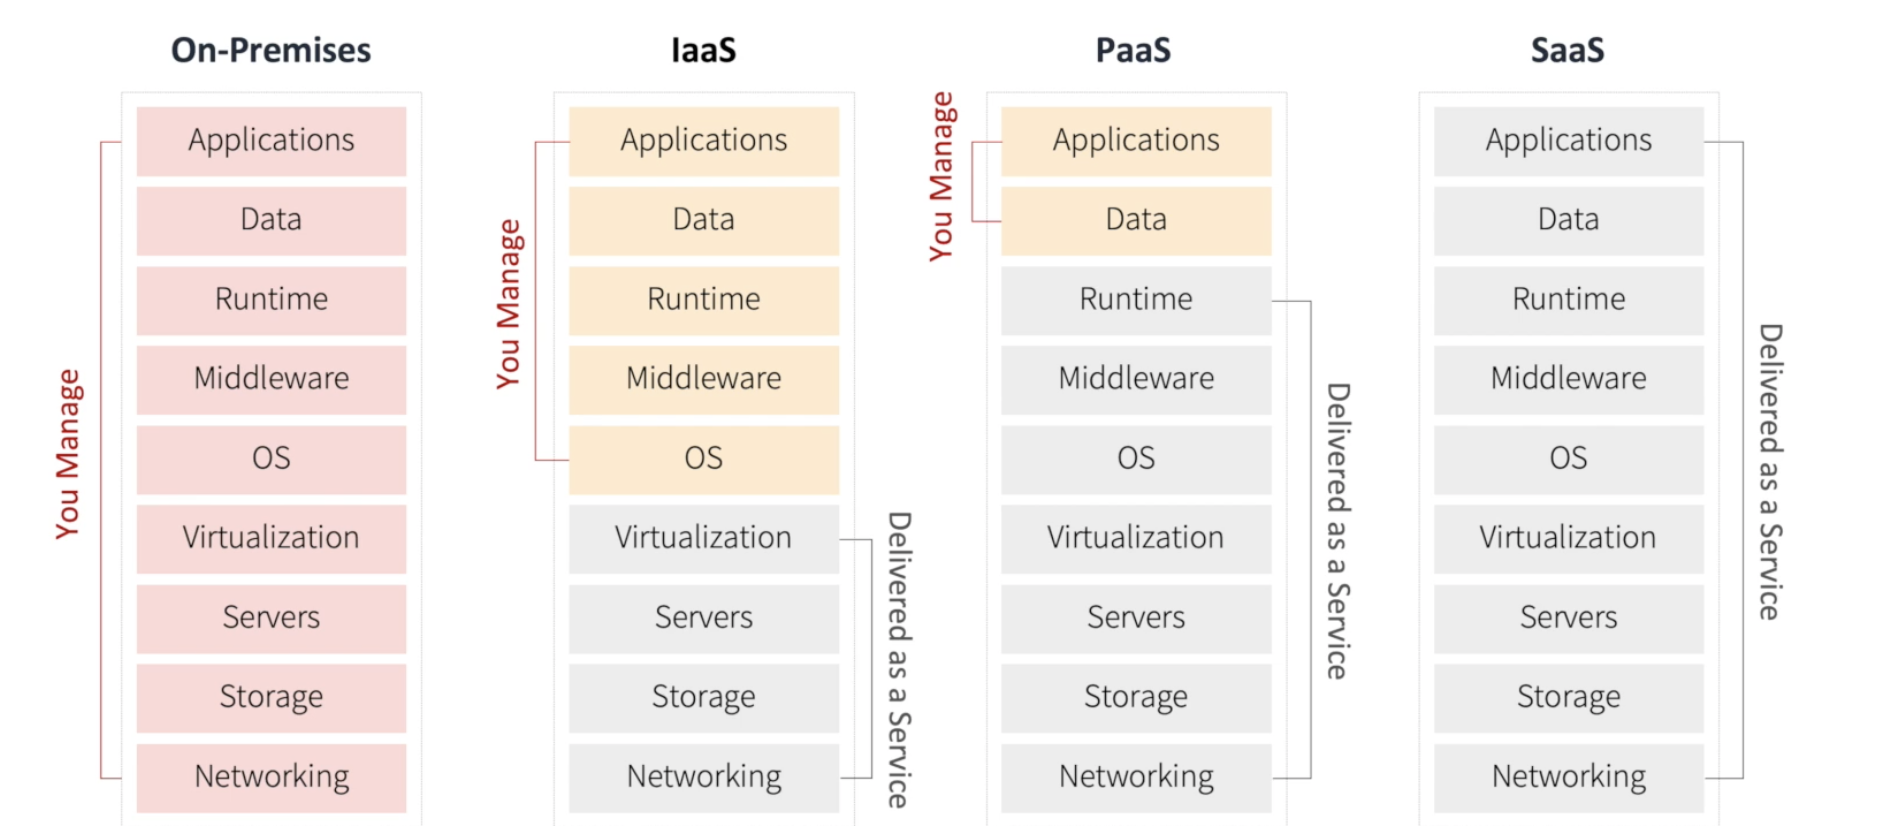 On-Premises
You Manage
Applications
Data
Runtime
Middleware
OS
Virtualization
Servers
Storage
Networking
IaaS
You Manage
Applications
Data
Runtime
Middleware
OS
Virtualization
Servers
Storage
Networking
Delivered as a Service
PaaS
You Manage
Applications
Data
Runtime
Middleware
OS
Virtualization
Servers
Storage
Networking
Delivered as a Service
SaaS
Applications
Data
Runtime
Middleware
OS
Virtualization
Servers
Storage
Networking
Delivered as a Service